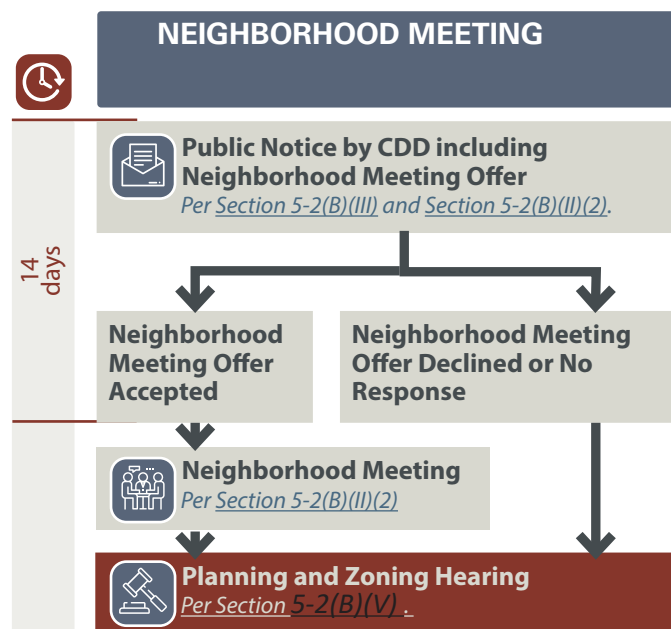 NEIGHBORHOOD MEETING
Public Notice by CDD including
Neighborhood Meeting Offer
Per Section 5-2(B)(III) and Section 5-2(B)(II)(2).
14
days
Neighborhood
Meeting Offer
Accepted
Neighborhood Meeting
Offer Declined or No
Response
Neighborhood Meeting
Per Section 5-2(B)(II)(2)
Planning and Zoning Hearing
Per Section 5-2(B)(V) .